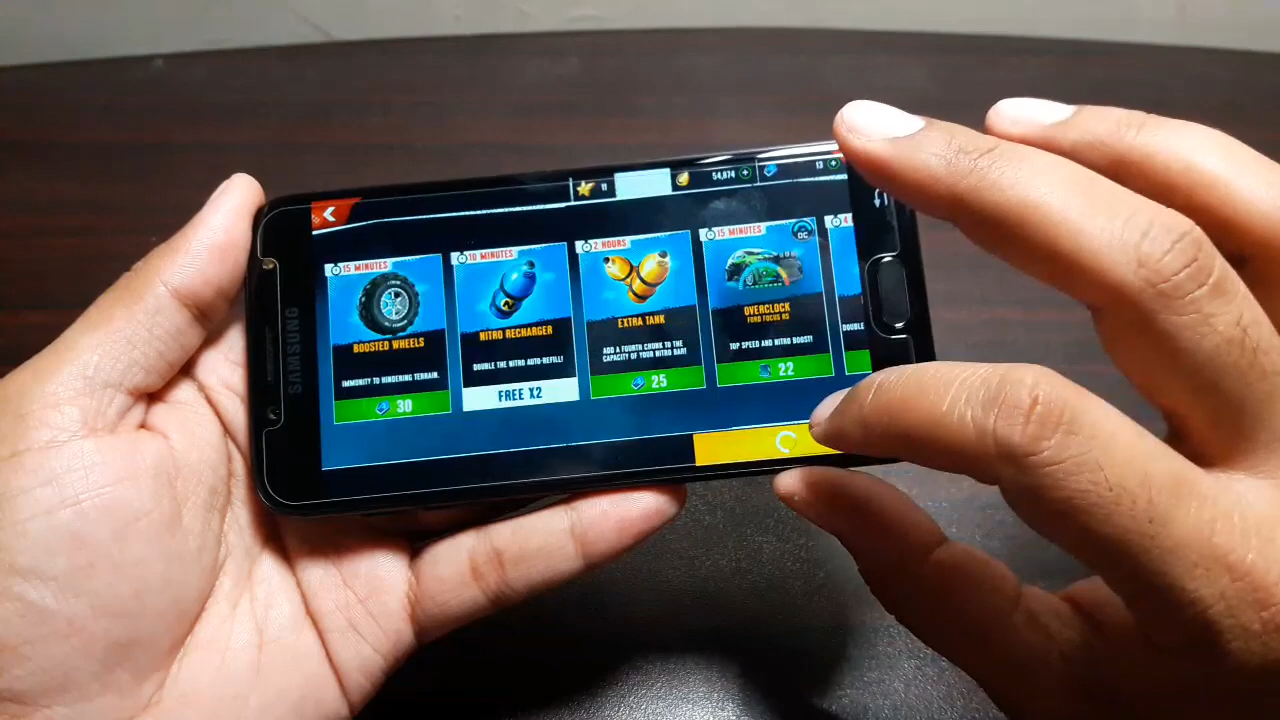 SAMSUNG
11
54,874
13
15 MINUTES
BOOSTED WHEELS
IMMUNITY TO HINDERING TERRAIN.
30
10 MINUTES
2
NITRO RECHARGER
DOUBLE THE NITRO AUTO-REFILL!
FREE X2
2 HOURS
EXTRA TANK
ADD A FOURTH CHUNK TO THE
CAPACITY OF YOUR NITRO BAR!
25
15 MINUTES
OC
OVERCLOCK
FORD FOCUS RS
TOP SPEED AND NITRO BOOST!
22
4
DOUBLE